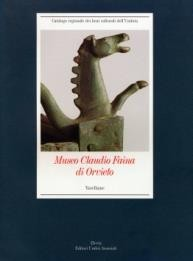 Catalogo regionale dei beni culturali dell'Umbria
Museo Claudio Faina
di Orvieto
Electa
Editori Umbri Associati